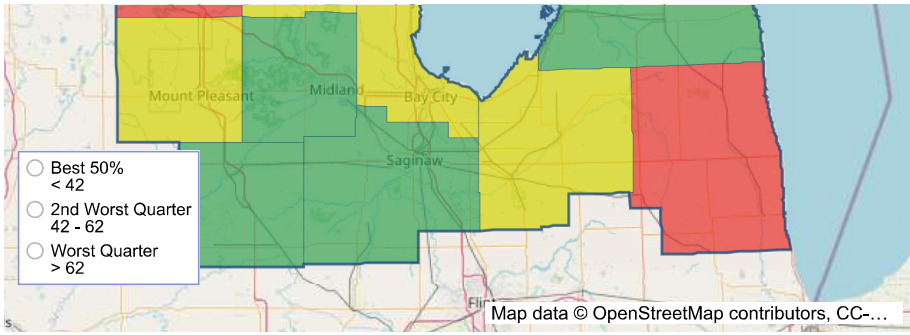 Mount Pleasant
Midland
Bay City
Saginaw
Best 50%
< 42
2nd Worst Quarter
42 - 62
Worst Quarter
> 62
s
Flin
Map data © OpenStreetMap contributors, CC-…